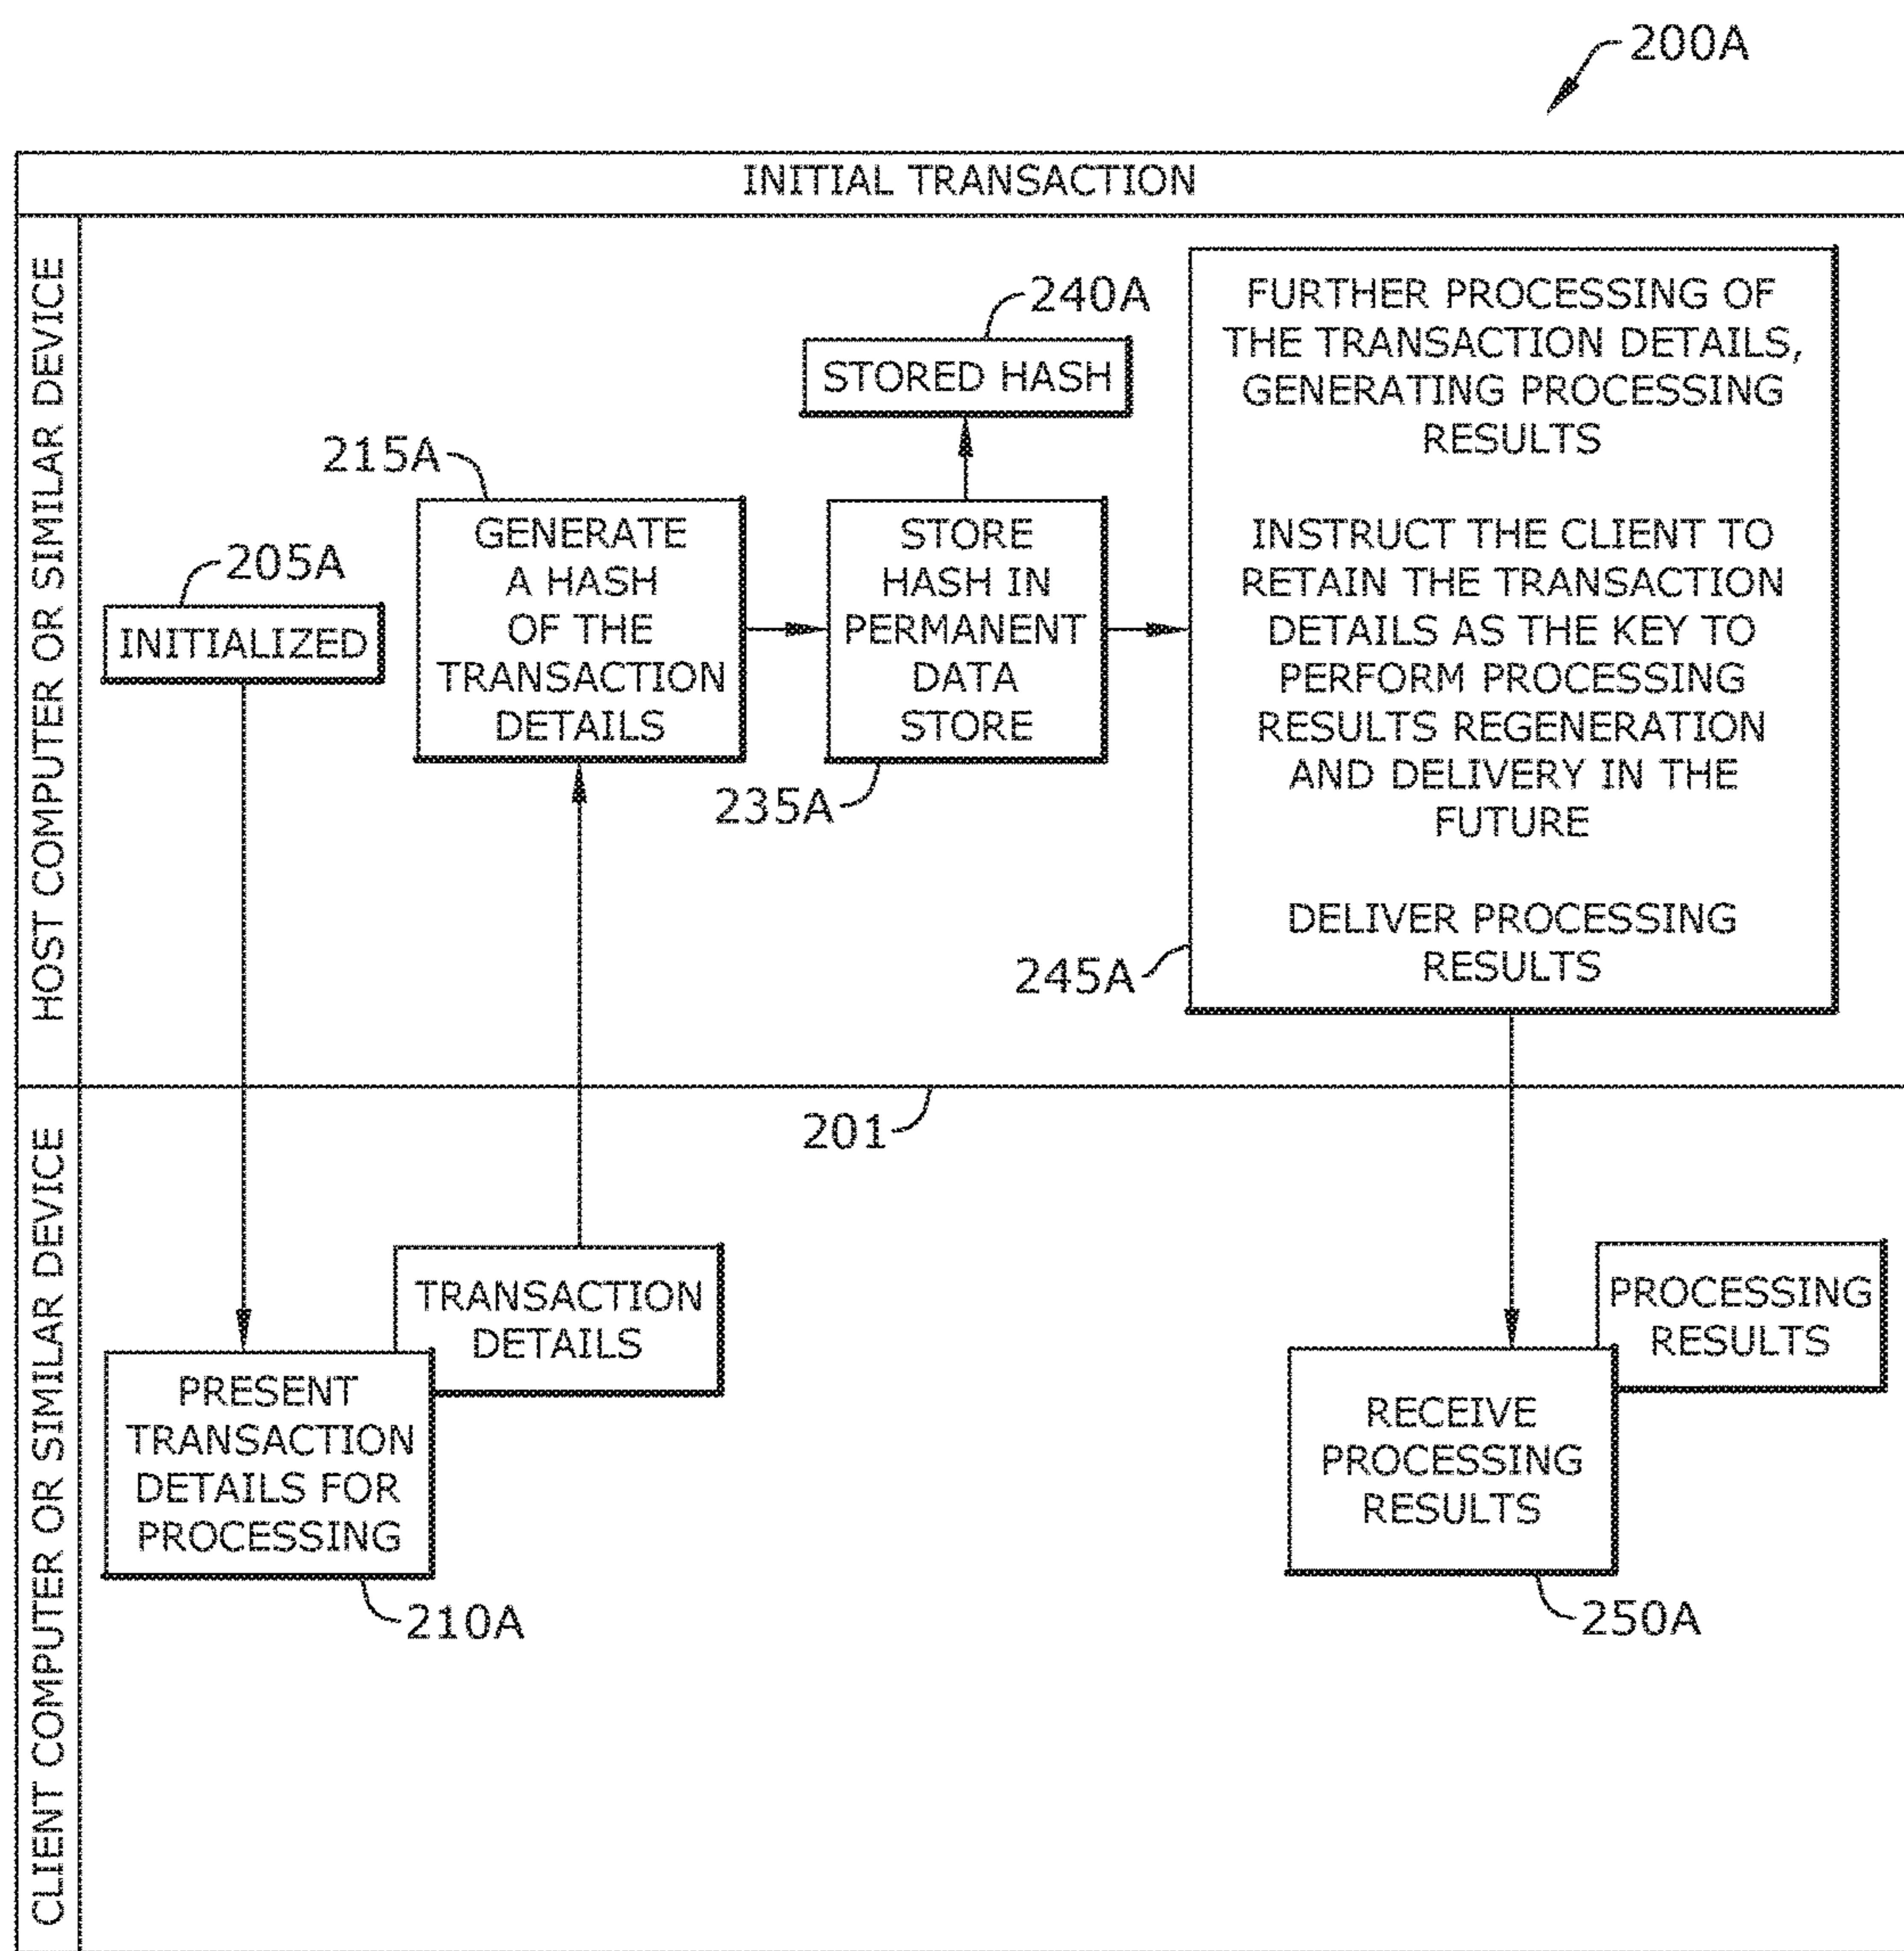 200A
INITIAL TRANSACTION
HOST COMPUTER OR SIMILAR DEVICE
205A
INITIALIZED
215A
GENERATE
A HASH
OF THE
TRANSACTION
DETAILS
240A
STORED HASH
STORE
HASH IN
PERMANENT
DATA
STORE
235A
FURTHER PROCESSING OF
THE TRANSACTION DETAILS,
GENERATING PROCESSING
RESULTS
INSTRUCT THE CLIENT TO
RETAIN THE TRANSACTION
DETAILS AS THE KEY TO
PERFORM PROCESSING
RESULTS REGENERATION
AND DELIVERY IN THE
FUTURE
DELIVER PROCESSING
RESULTS
245A
201
CLIENT COMPUTER OR SIMILAR DEVICE
TRANSACTION
DETAILS
PRESENT
TRANSACTION
DETAILS FOR
PROCESSING
210A
PROCESSING
RESULTS
RECEIVE
PROCESSING
RESULTS
250A